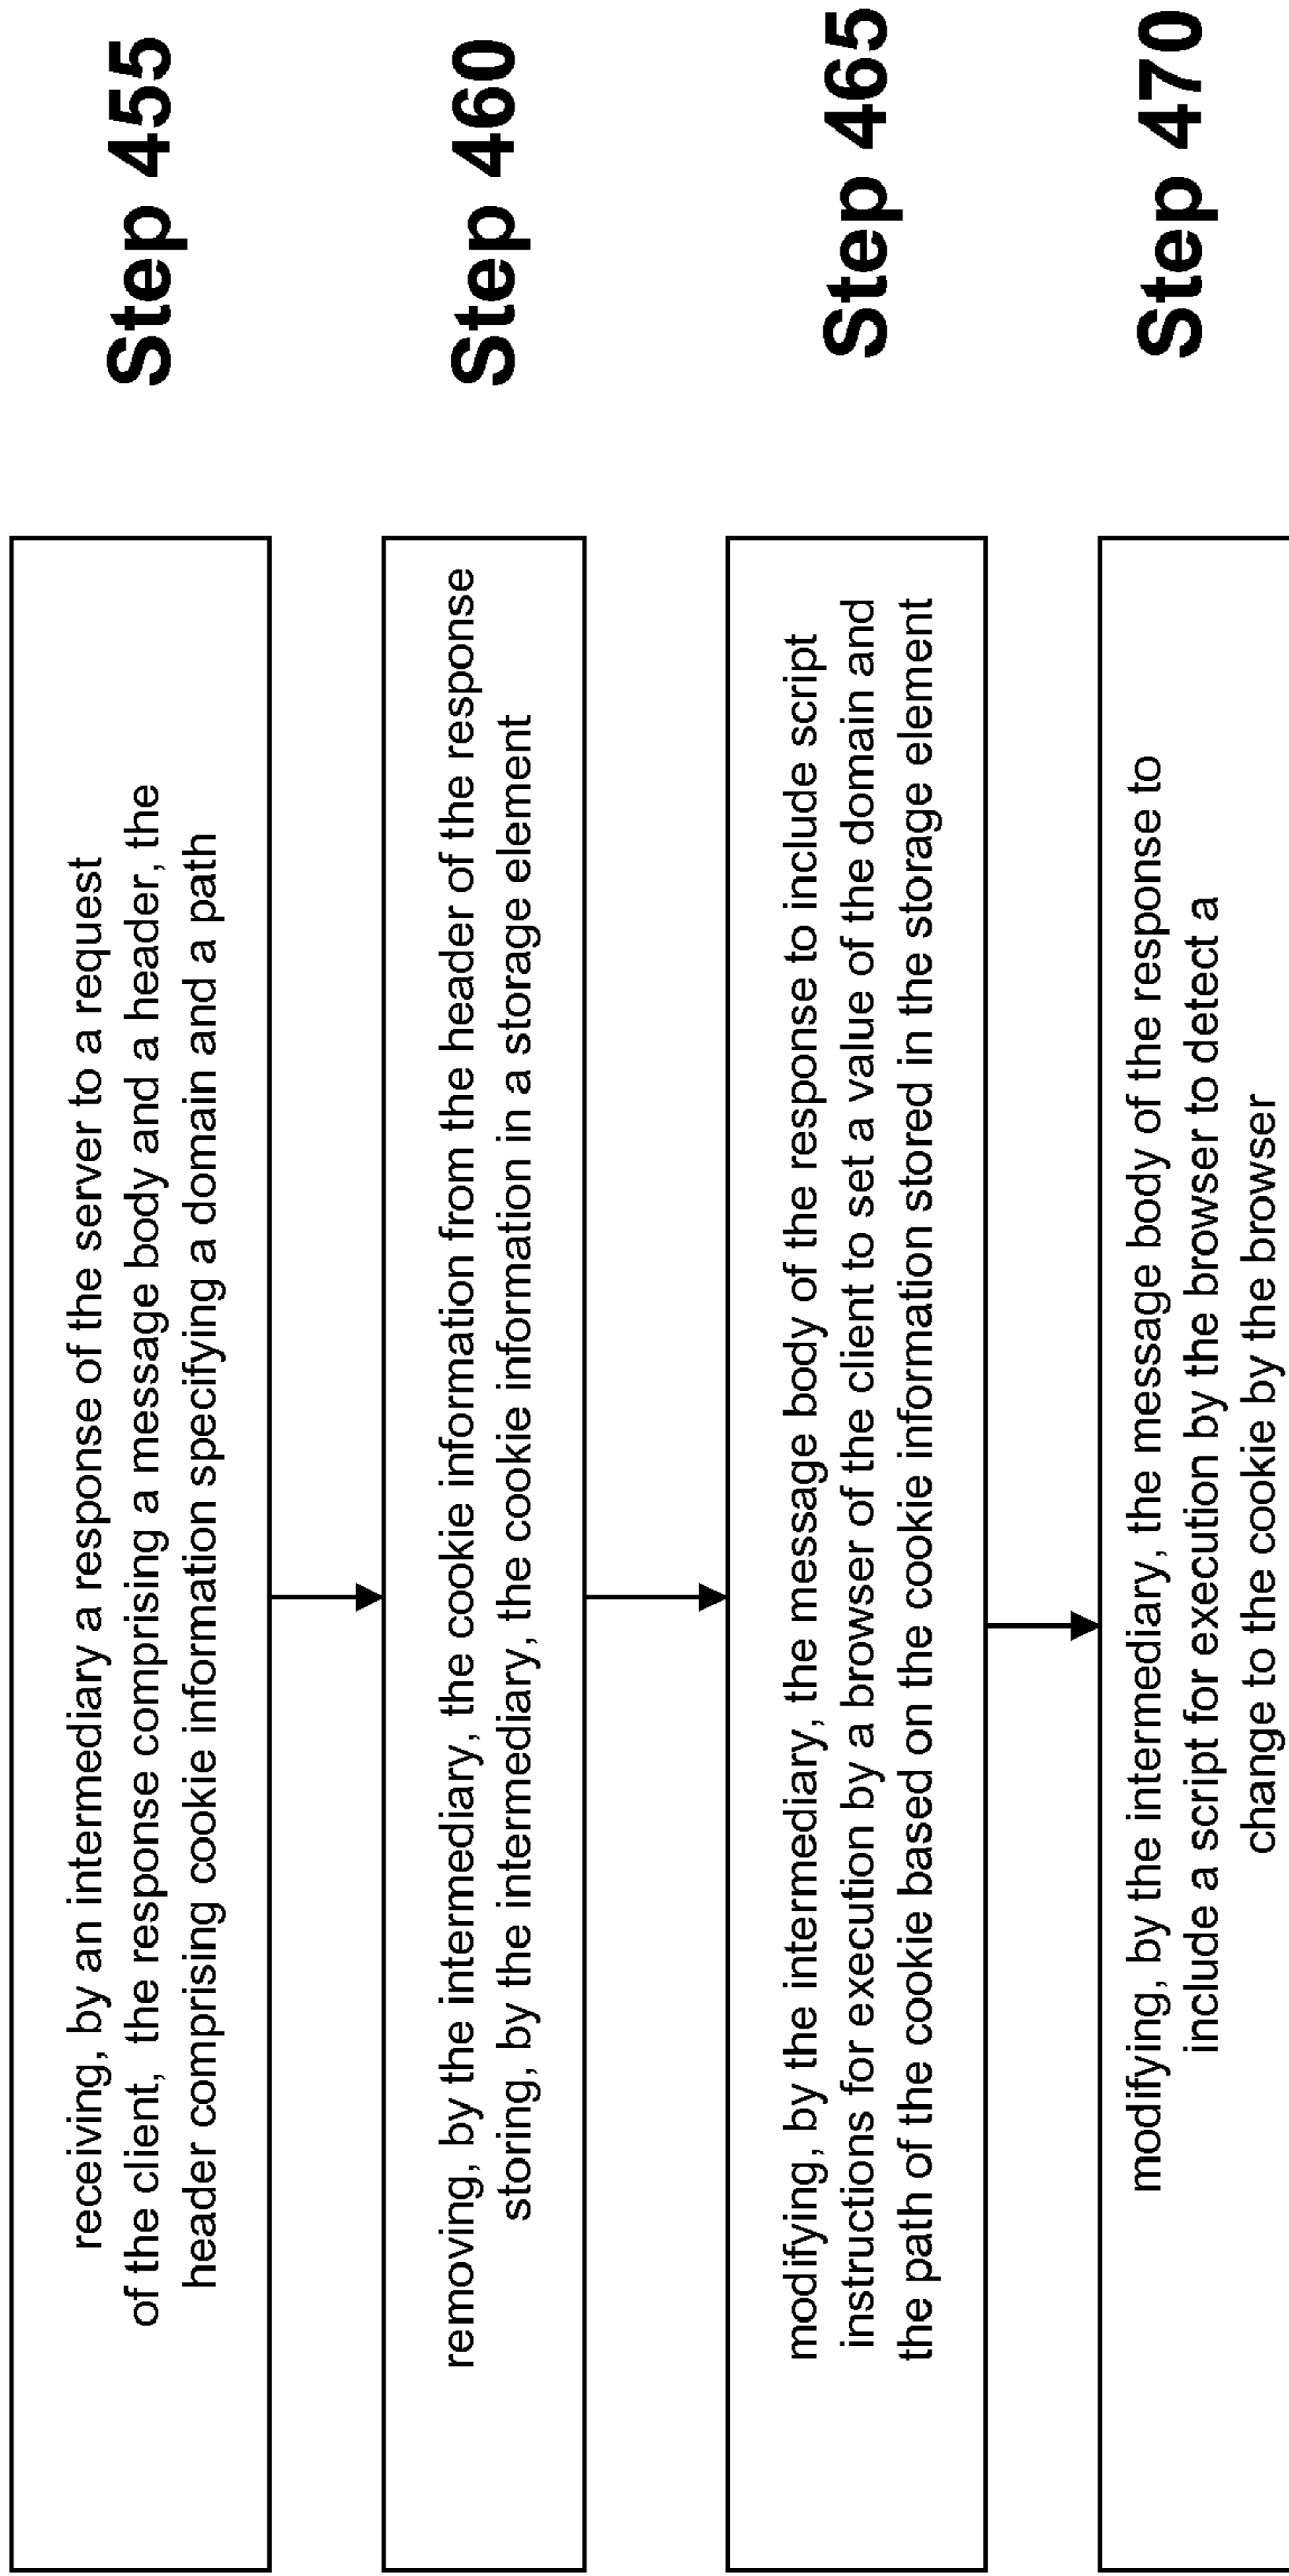 receiving, by an intermediary a response of the server to a request
of the client, the response comprising a message body and a header, the
header comprising cookie information specifying a domain and a path
Step 455
removing, by the intermediary, the cookie information from the header of the response
storing, by the intermediary, the cookie information in a storage element
Step 460
modifying, by the intermediary, the message body of the response to include script
instructions for execution by a browser of the client to set a value of the domain and
the path of the cookie based on the cookie information stored in the storage element
Step 465
modifying, by the intermediary, the message body of the response to
include a script for execution by the browser to detect a
change to the cookie by the browser
Step 470